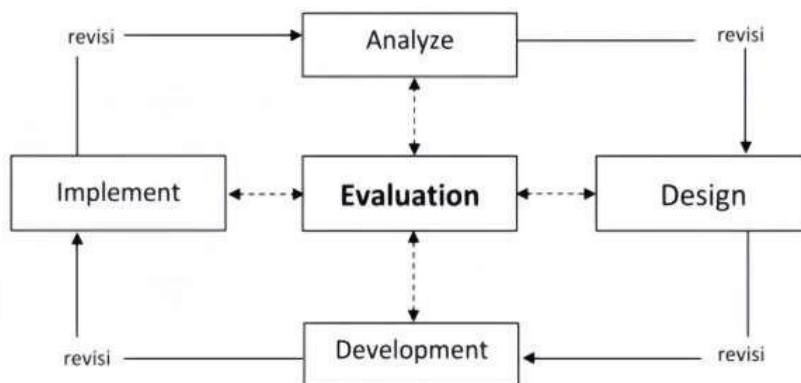 revisi
Analyze
revisi
Implement
Evaluation
Design
revisi
Development
revisi